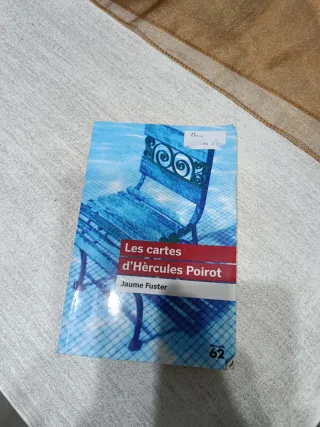 Les cartes
d'Hèrcules Poirot
Jaume Fuster
62